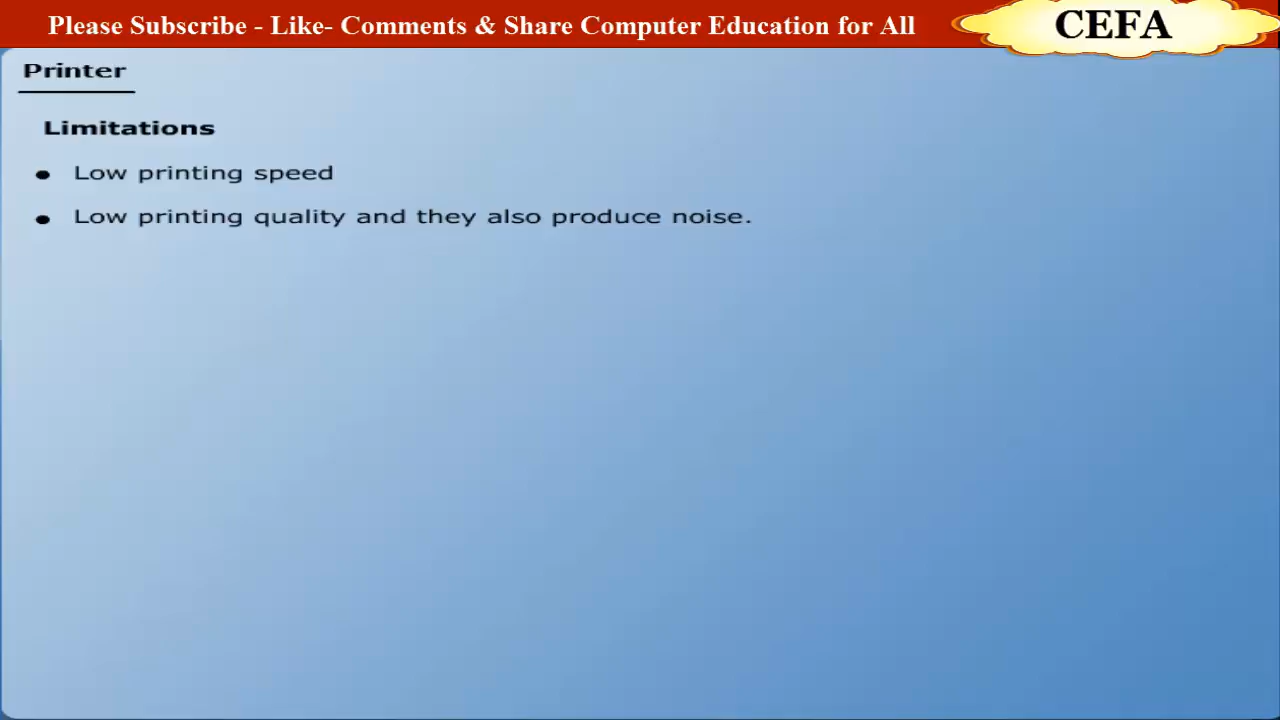 Please Subscribe - Like- Comments & Share Computer Education for All
CEFA
Printer
Limitations
● Low printing speed
● Low printing quality and they also produce noise.